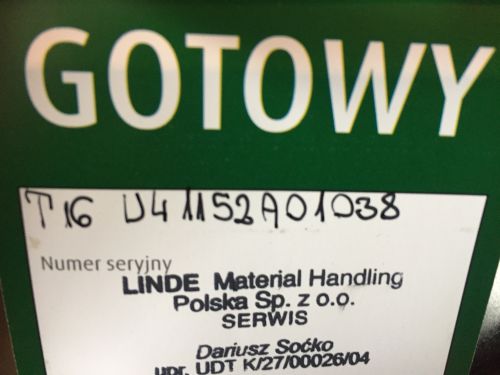 GOTOWY
T16 U41152A01038
Numer seryjny
LINDE Material Handling
Polska Sp. z o.o.
SERWIS
Dariusz Soćko
upr. UDT K/27/00026/04